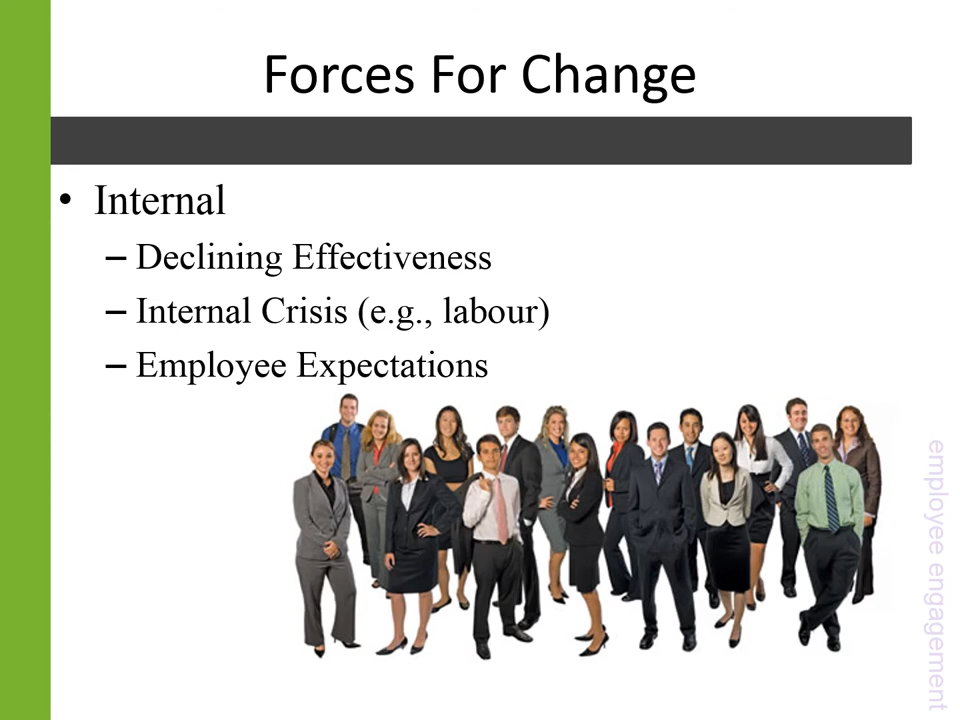 Forces For Change
• Internal
– Declining Effectiveness
– Internal Crisis (e.g., labour)
– Employee Expectations
employee engagement